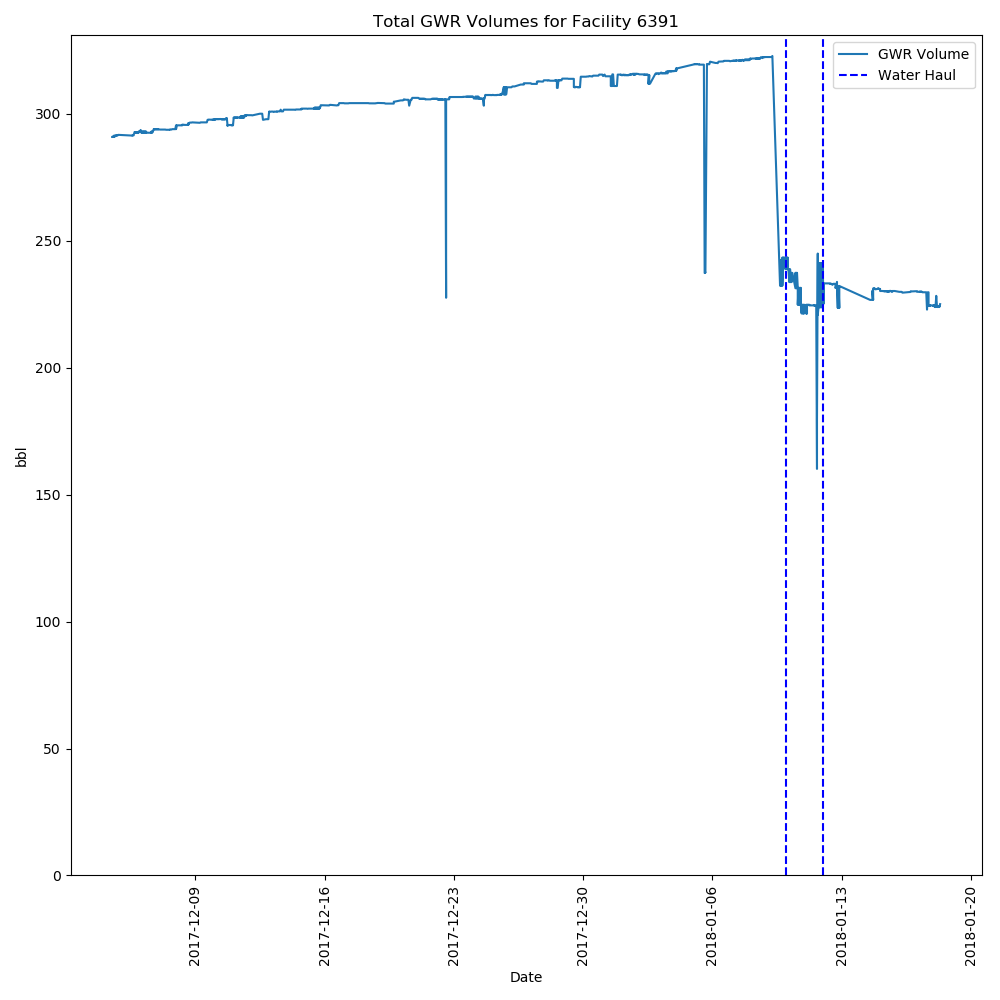 Total GWR Volumes for Facility 6391
GWR Volume
Water Haul
bbl
300
250
200
150
100
50
0
2017-12-09
2017-12-16
2017-12-23
2017-12-30
2018-01-06
2018-01-13
2018-01-20
Date